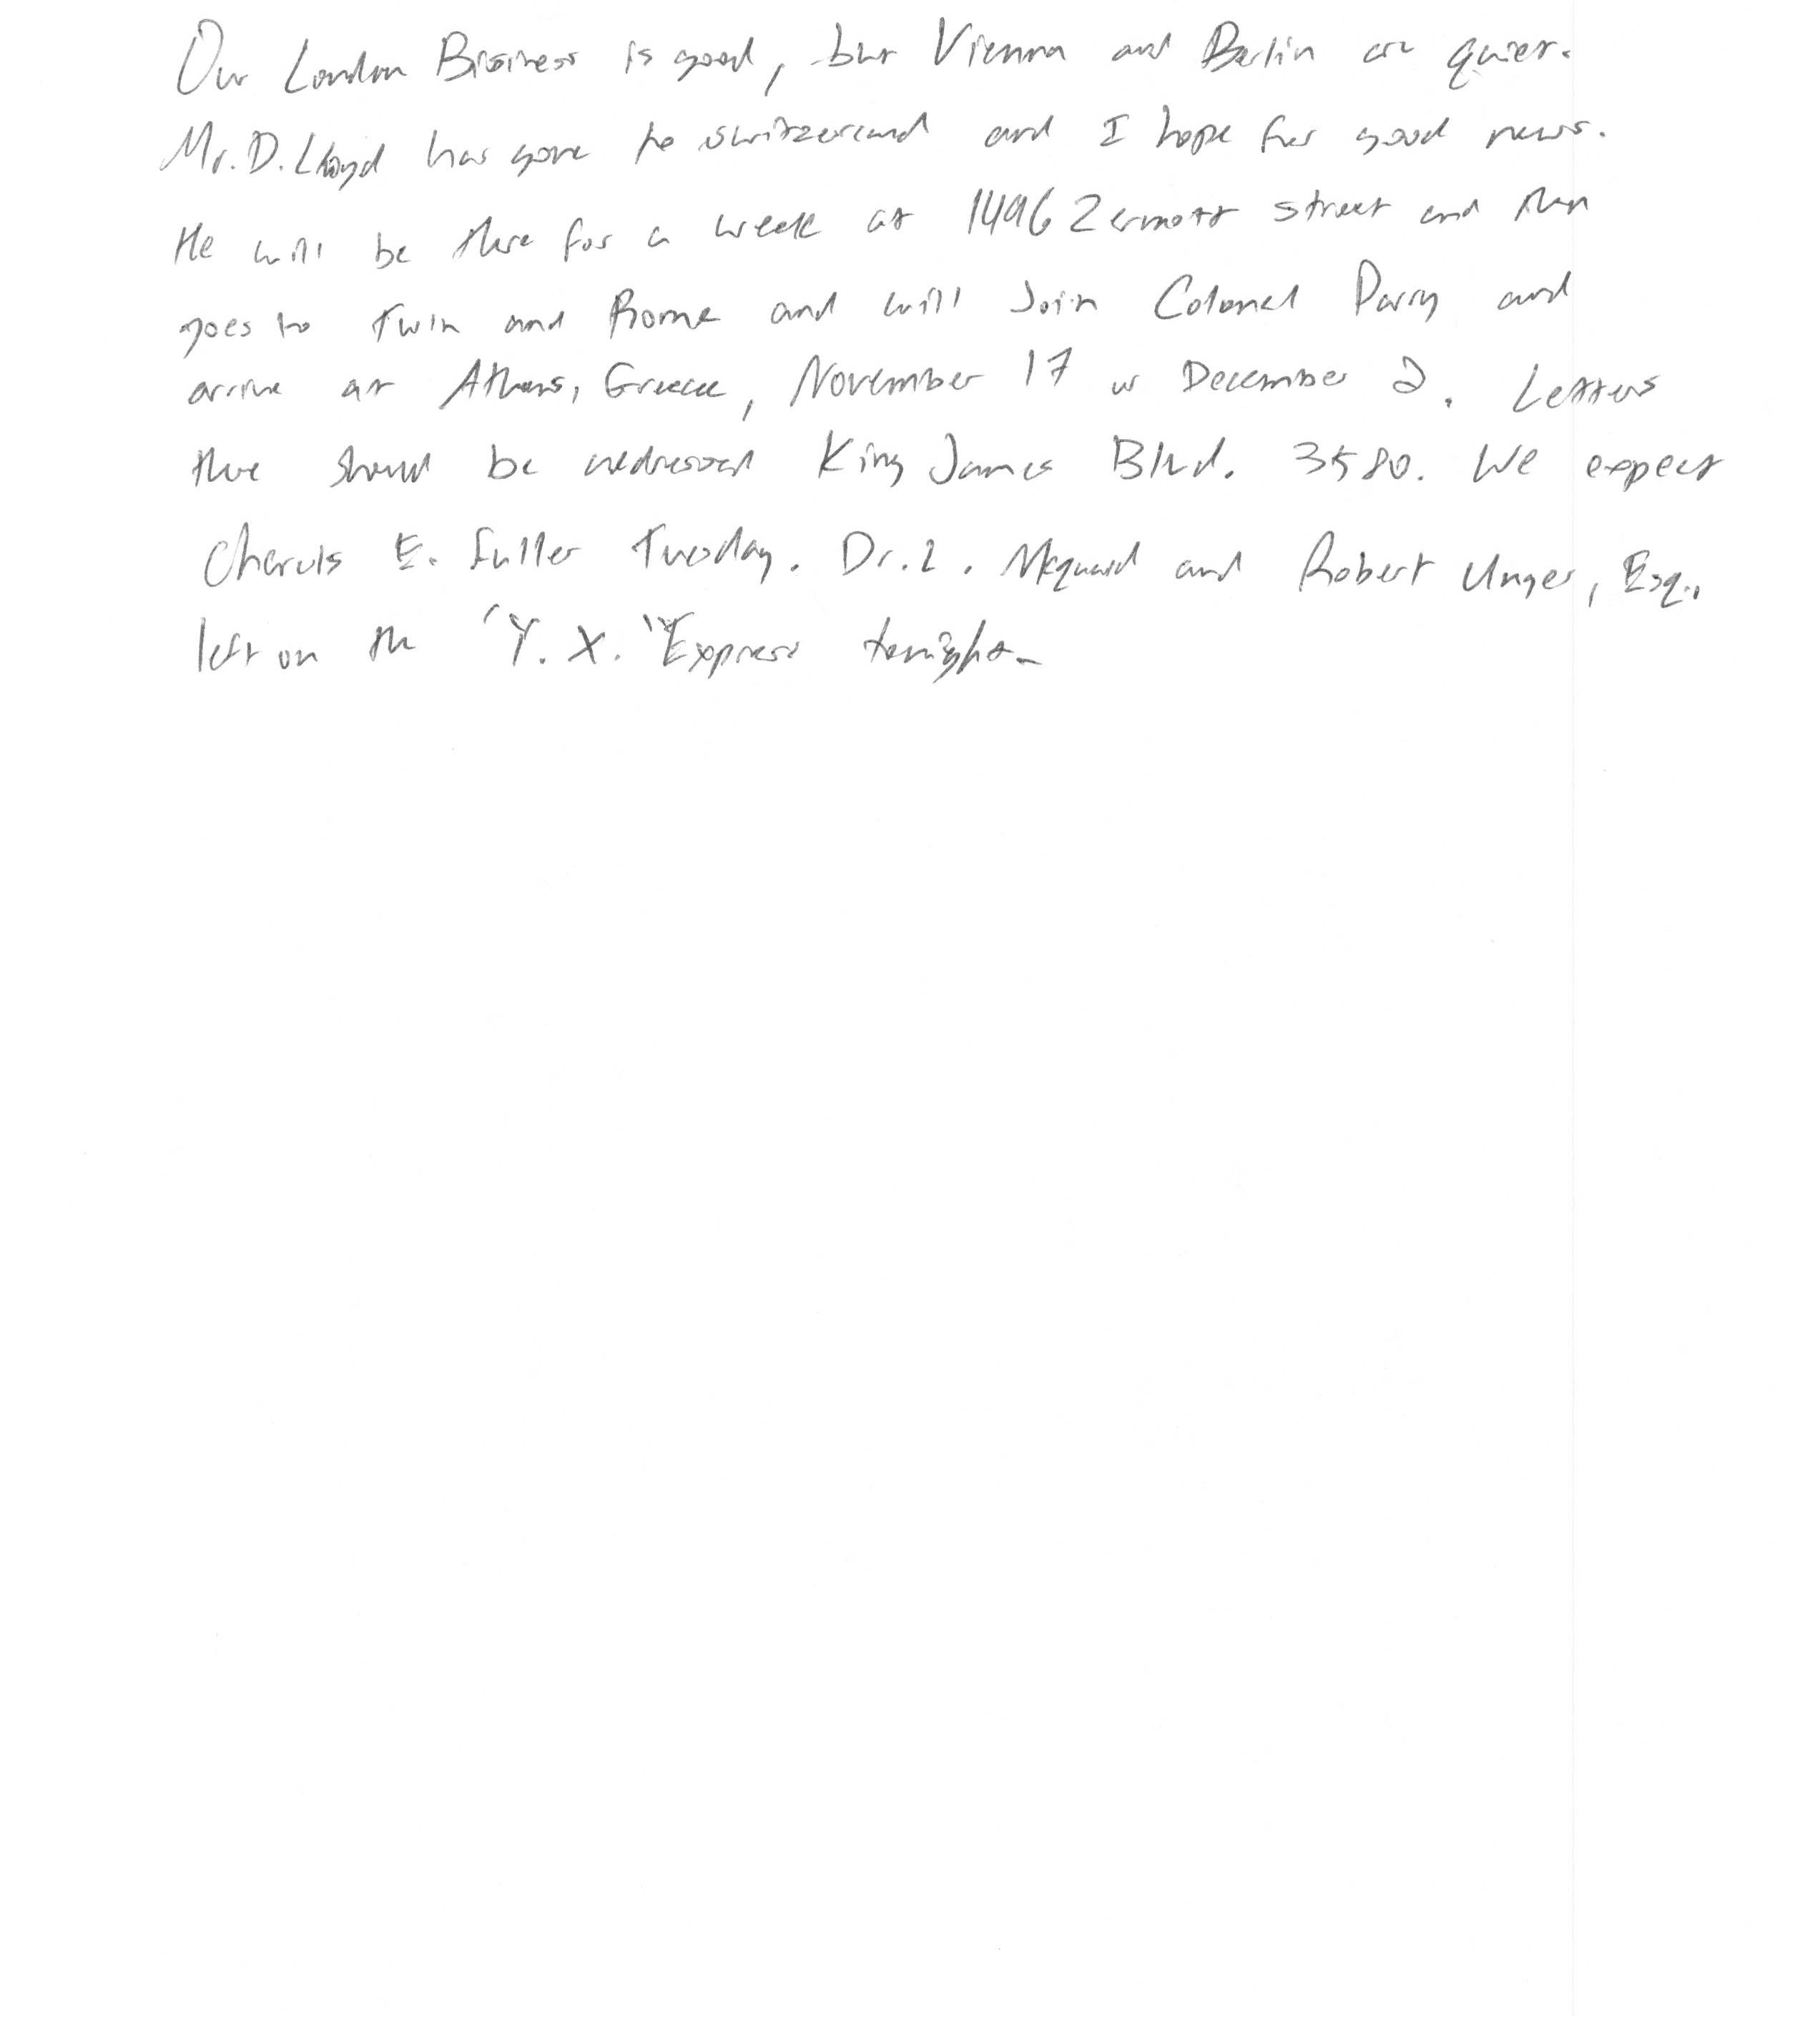 Our London Business is good, but Vienna and Berlin are quiet.
Mr. D. Lloyd has gone to Switzerland and I hope for good news.
He will be there for a week at 1496 Zermott street and then
goes to Turin and Rome and will Join Colonel Parry and
arrive at Athens, Greece, November 17 or December 2. Letters
there should be addressed King James Blvd. 3580. We expect
Charuls E. Fuller Tuesday. Dr. L. Mcquaid and Robert Unger, Esq.,
left on the "Y. X." Express tonight.